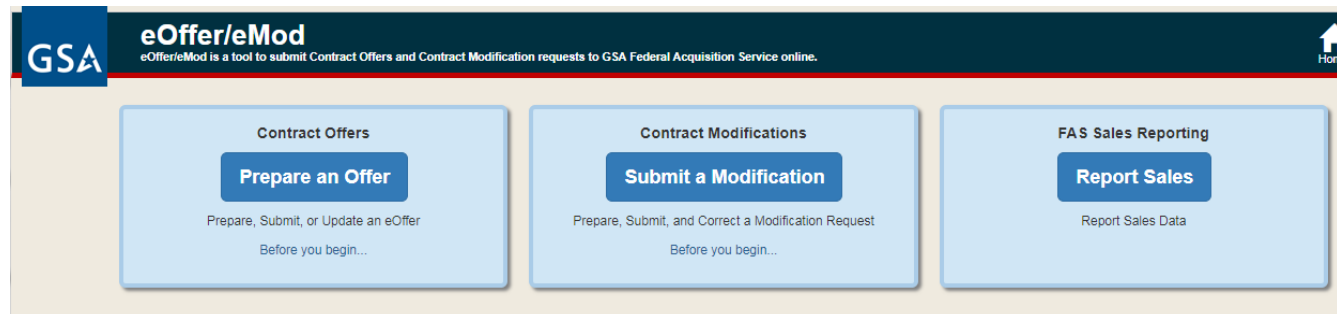 GSA
eOffer/eMod
eOffer/eMod is a tool to submit Contract Offers and Contract Modification requests to GSA Federal Acquisition Service online.
Contract Offers
Prepare an Offer
Prepare, Submit, or Update an eOffer
Before you begin...
Contract Modifications
Submit a Modification
Prepare, Submit, and Correct a Modification Request
Before you begin...
FAS Sales Reporting
Report Sales
Report Sales Data